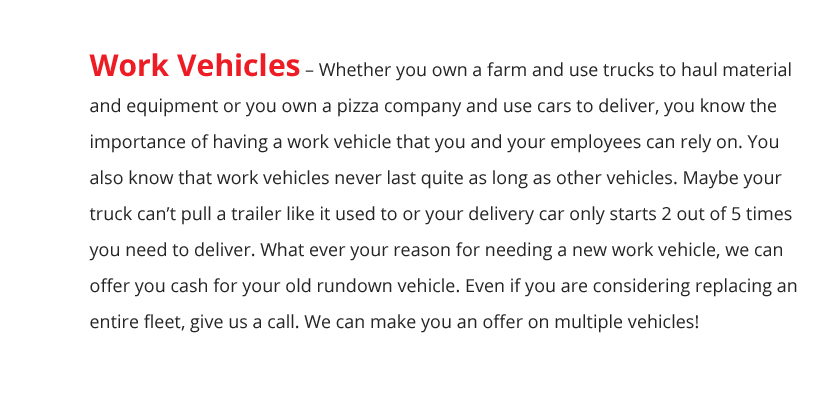 Work Vehicles – Whether you own a farm and use trucks to haul material
and equipment or you own a pizza company and use cars to deliver, you know the
importance of having a work vehicle that you and your employees can rely on. You
also know that work vehicles never last quite as long as other vehicles. Maybe your
truck can’t pull a trailer like it used to or your delivery car only starts 2 out of 5 times
you need to deliver. What ever your reason for needing a new work vehicle, we can
offer you cash for your old rundown vehicle. Even if you are considering replacing an
entire fleet, give us a call. We can make you an offer on multiple vehicles!